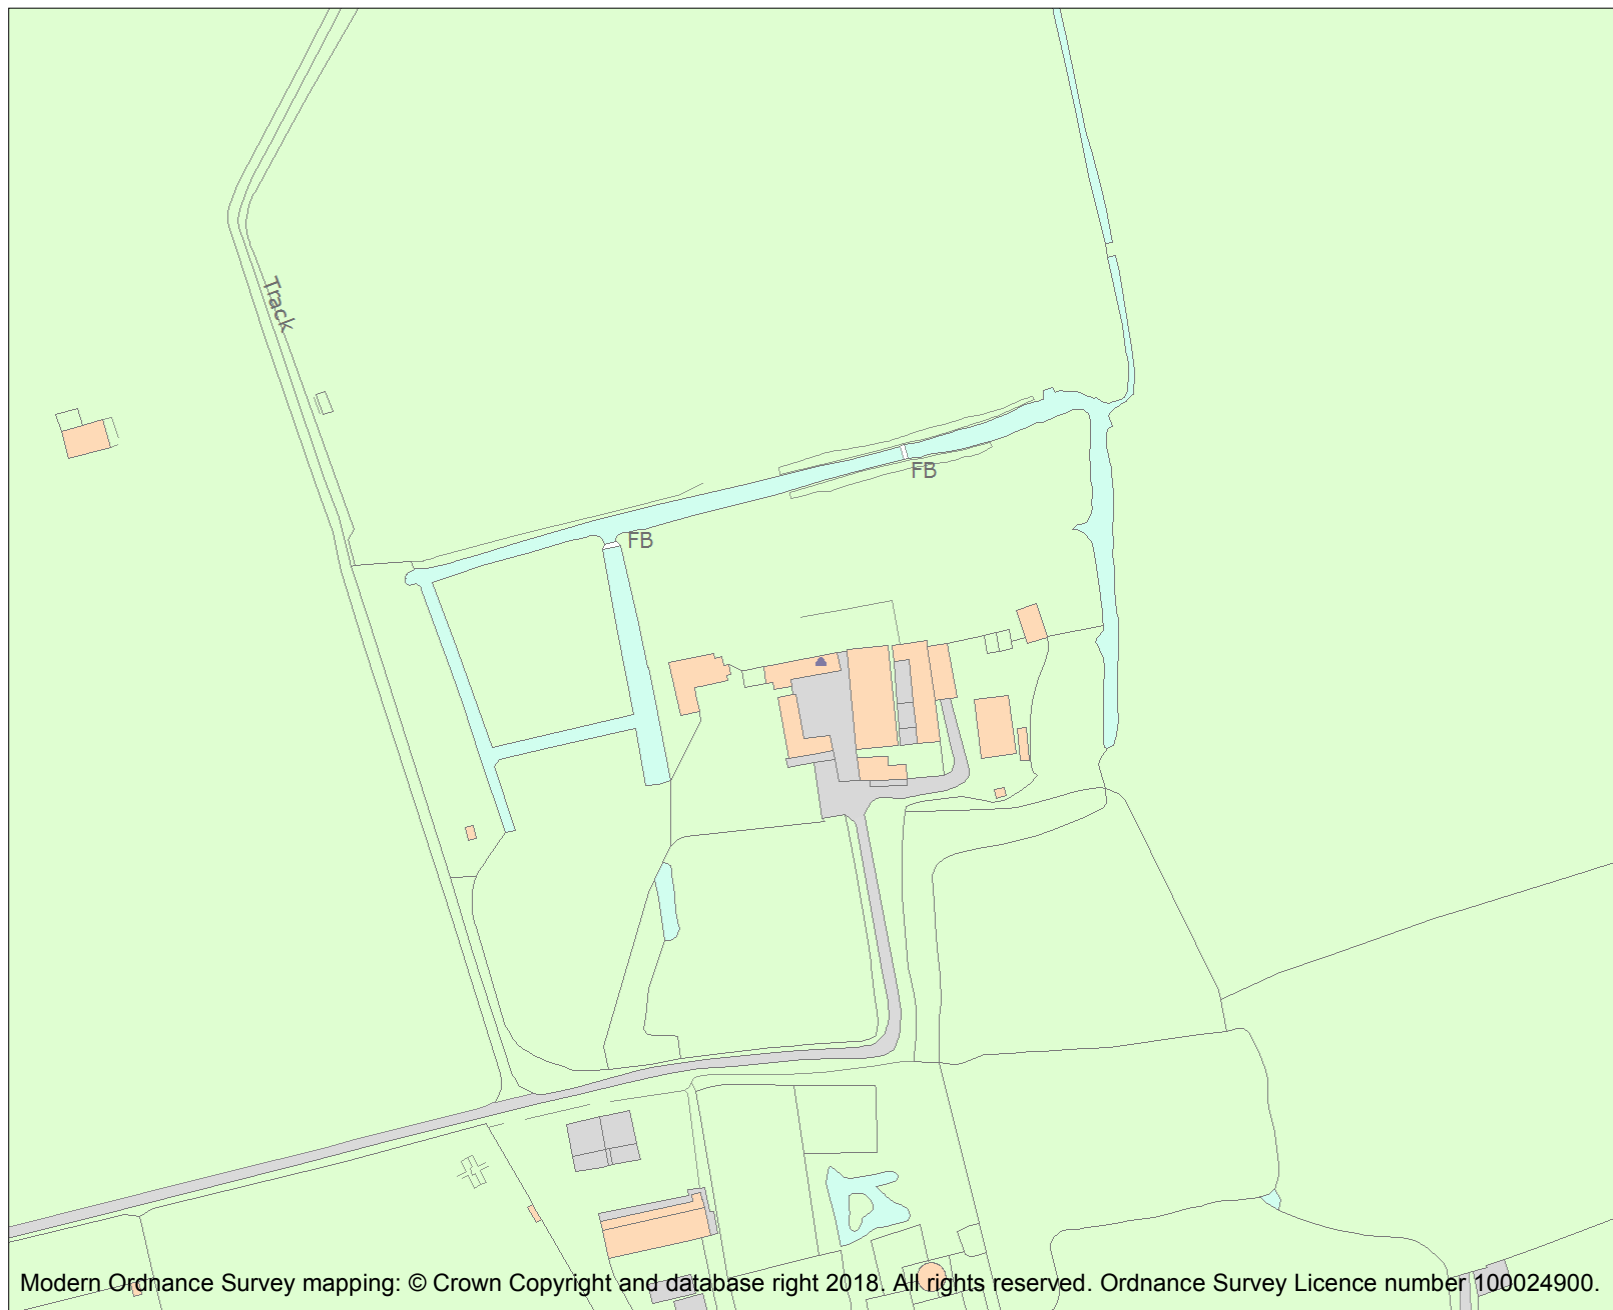 Track
FB
FB
Modern Ordnance Survey mapping: © Crown Copyright and database right 2018. All rights reserved. Ordnance Survey Licence number 100024900.